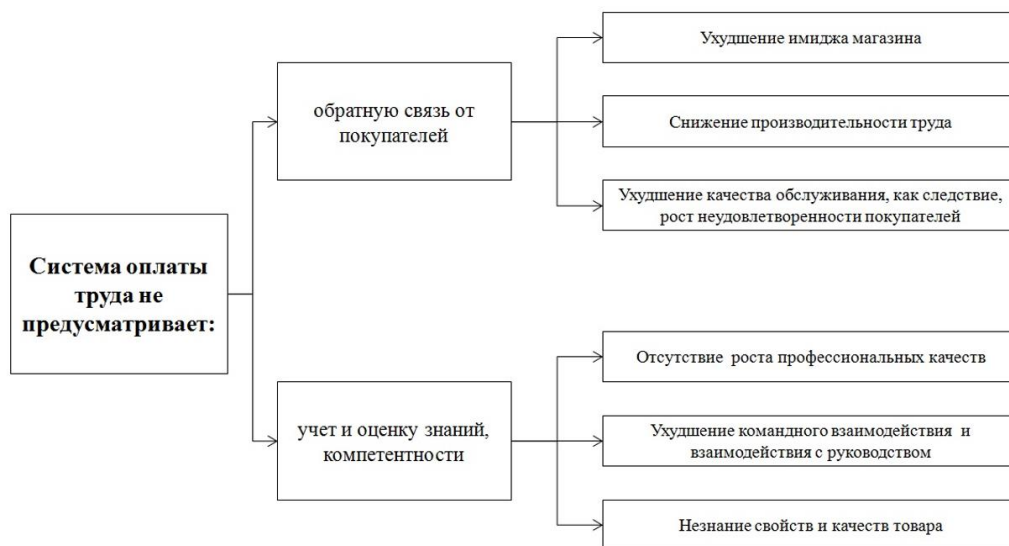 Система оплаты
труда не
предусматривает:
обратную связь от
покупателей
Ухудшение имиджа магазина
Снижение производительности труда
Ухудшение качества обслуживания, как следствие,
рост неудовлетворенности покупателей
учет и оценку знаний,
компетентности
Отсутствие роста профессиональных качеств
Ухудшение командного взаимодействия и
взаимодействия с руководством
Незнание свойств и качеств товара